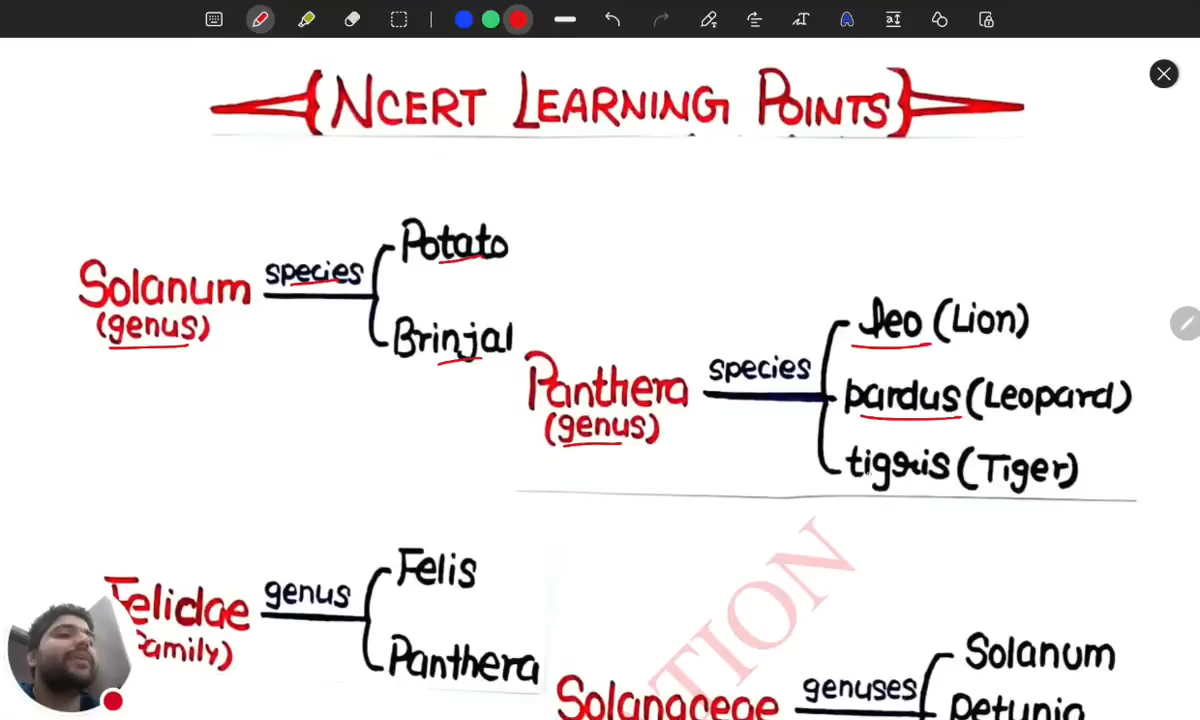 {NCERT LEARNING POINTS}
Solanum
(genus)
species
Potato
Brinjal
Panthera
(genus)
species
leo (Lion)
pardus (Leopard)
tigris (Tiger)
Felidae
family)
genus
Felis
Panthera
TION
Solanaceae
genuses
Solanum
Petunia